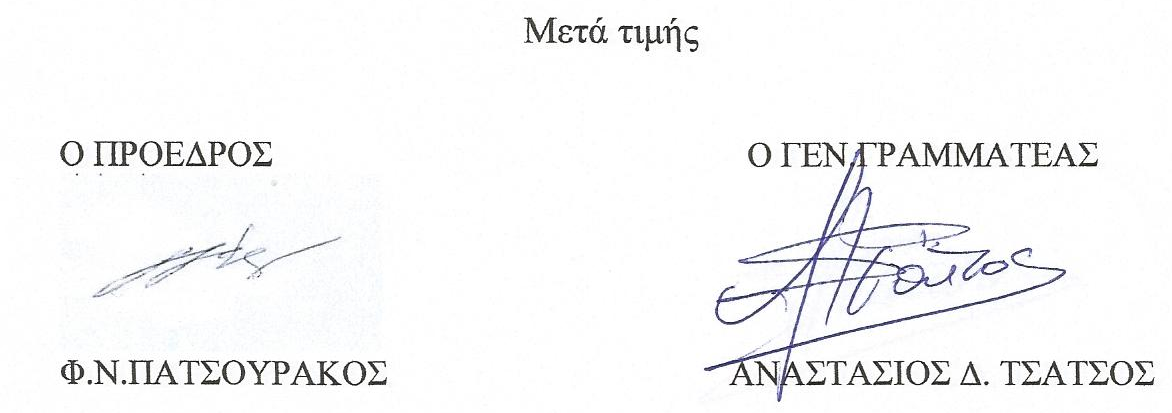 Μετά τιμής
Ο ΠΡΟΕΔΡΟΣ
Ο ΓΕΝ.ΓΡΑΜΜΑΤΕΑΣ
Φ.Ν.ΠΑΤΣΟΥΡΑΚΟΣ
ΑΝΑΣΤΑΣΙΟΣ Δ. ΤΣΑΤΣΟΣ